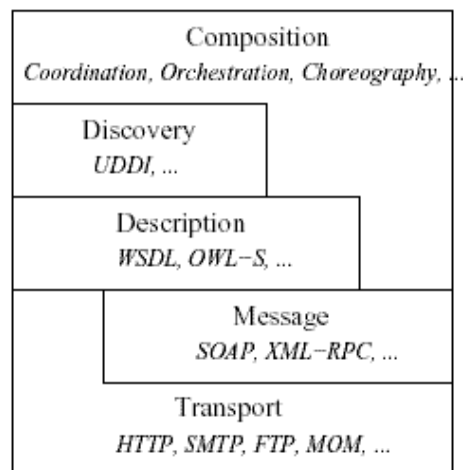 Composition
Coordination, Orchestration, Choreography, ...
Discovery
UDDI, ...
Description
WSDL, OWL−S, ...
Message
SOAP, XML−RPC, ...
Transport
HTTP, SMTP, FTP, MOM, ...